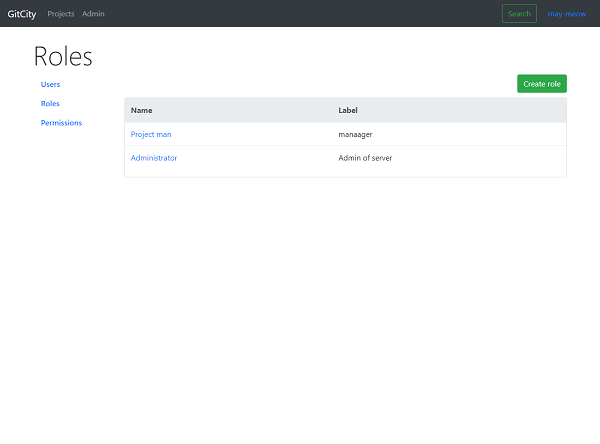 GitCity Projects Admin Search may-meow
Roles
Users
Roles
Permissions
Create role
Name Label
Project man manaager
Administrator Admin of server